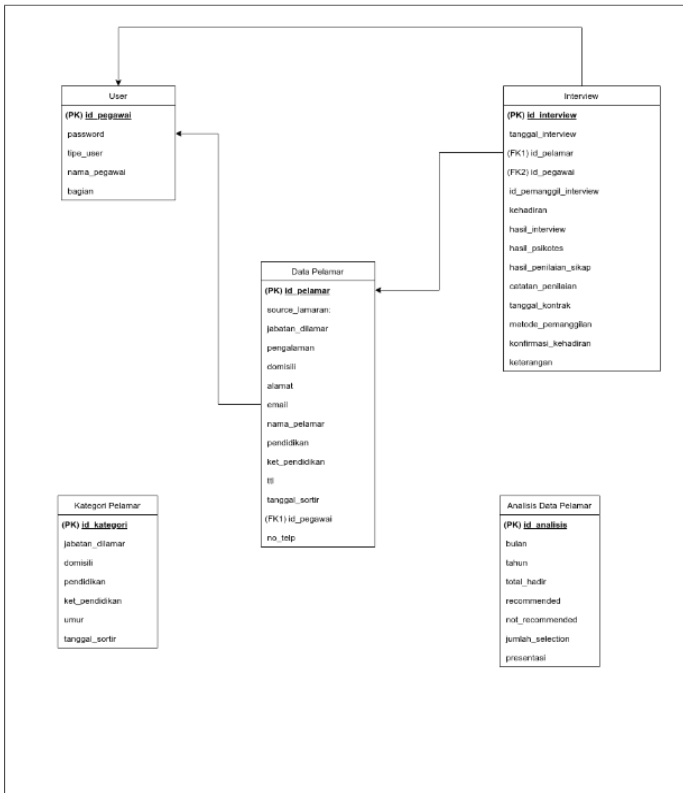 User
(PK) id_pegawai
password
tipe_user
nama_pegawai
bagian
Interview
(PK) id_interview
tanggal_interview
(FK1) id_pelamar
(FK2) id_pegawai
id_pemanggil_interview
kehadiran
hasil_interview
hasil_psikotes
hasil_penilaian_sikap
catatan_penilaian
tanggal_kontrak
metode_pemanggilan
konfirmasi_kehadiran
keterangan
Data Pelamar
(PK) id_pelamar
source_lamaran:
jabatan_dilamar
pengalaman
domisili
alamat
email
nama_pelamar
pendidikan
ket_pendidikan
ttl
tanggal_sortir
(FK1) id_pegawai
no_telp
Kategori Pelamar
(PK) id_kategori
jabatan_dilamar
domisili
pendidikan
ket_pendidikan
umur
tanggal_sortir
Analisis Data Pelamar
(PK) id_analisis
bulan
tahun
total_hadir
recommended
not_recommended
jumlah_selection
presentasi